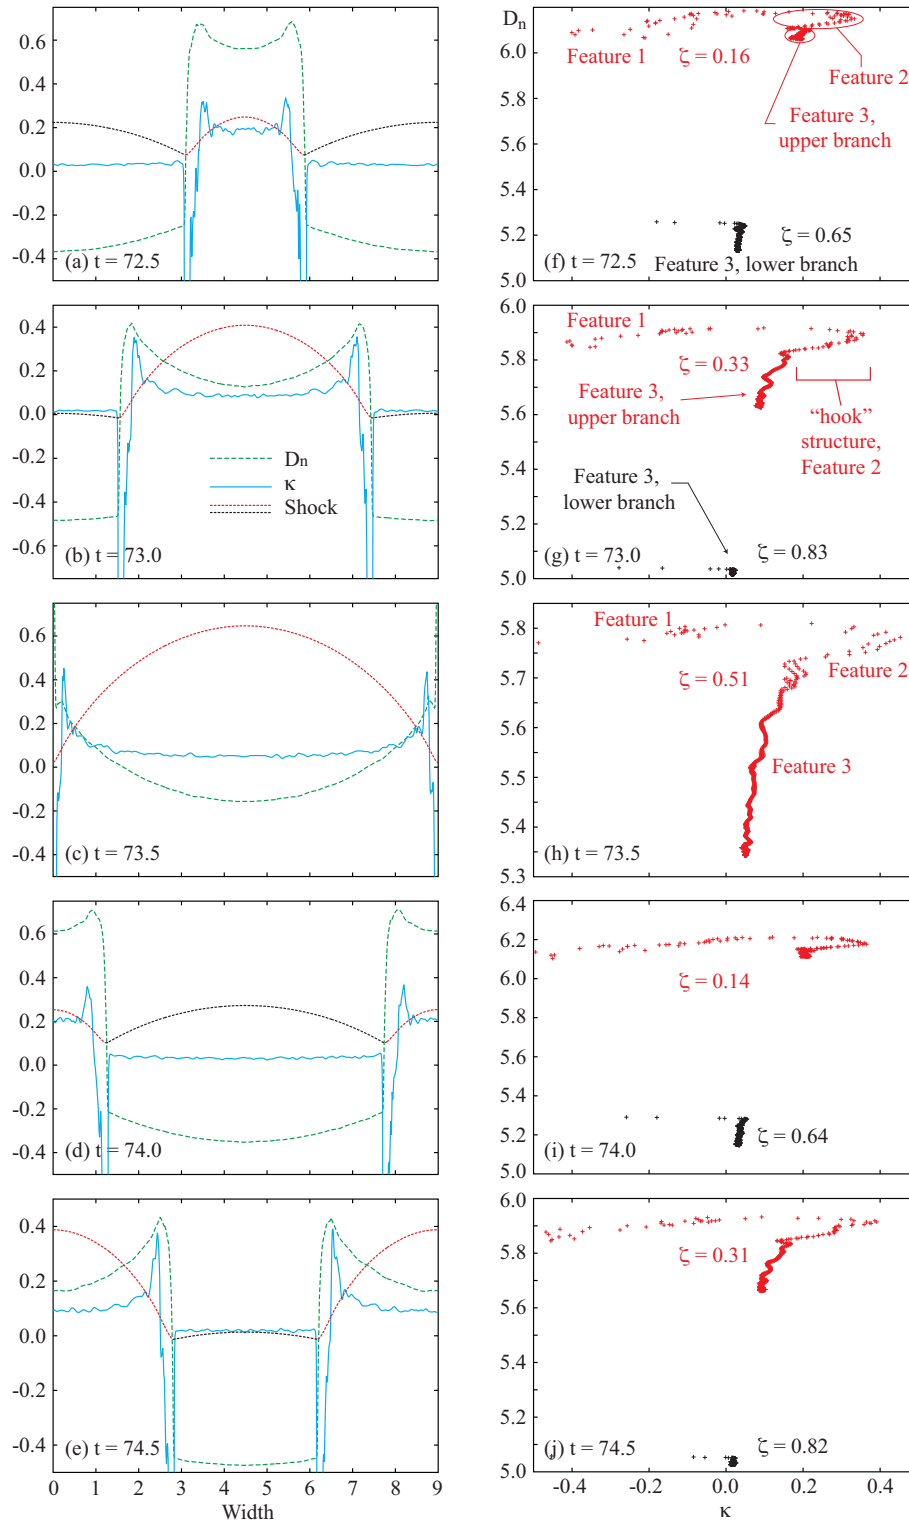 0.6
0.4
0.2
0.0
-0.2
-0.4
(a) t = 72.5
0.4
0.2
0.0
-0.2
-0.4
-0.6
Dn
κ
Shock
(b) t = 73.0
0.6
0.4
0.2
0.0
-0.2
-0.4
(c) t = 73.5
0.6
0.4
0.2
0.0
-0.2
-0.4
(d) t = 74.0
0.4
0.2
0.0
-0.2
-0.4
(e) t = 74.5
0 1 2 3 4 5 6 7 8 9
Width
Dn
6.0
5.8
5.6
5.4
5.2
5.0
Feature 1
ζ = 0.16
Feature 2
Feature 3,
upper branch
ζ = 0.65
Feature 3, lower branch
(f) t = 72.5
6.0
5.8
5.6
5.4
5.2
5.0
Feature 1
ζ = 0.33
Feature 3,
upper branch
“hook”
structure,
Feature 2
Feature 3,
lower branch
ζ = 0.83
(g) t = 73.0
5.8
5.7
5.6
5.5
5.4
5.3
Feature 1
ζ = 0.51
Feature 2
Feature 3
(h) t = 73.5
6.4
6.2
6.0
5.8
5.6
5.4
5.2
5.0
ζ = 0.14
ζ = 0.64
(i) t = 74.0
6.0
5.8
5.6
5.4
5.2
5.0
ζ = 0.31
ζ = 0.82
(j) t = 74.5
-0.4 -0.2 0.0 0.2 0.4
κ